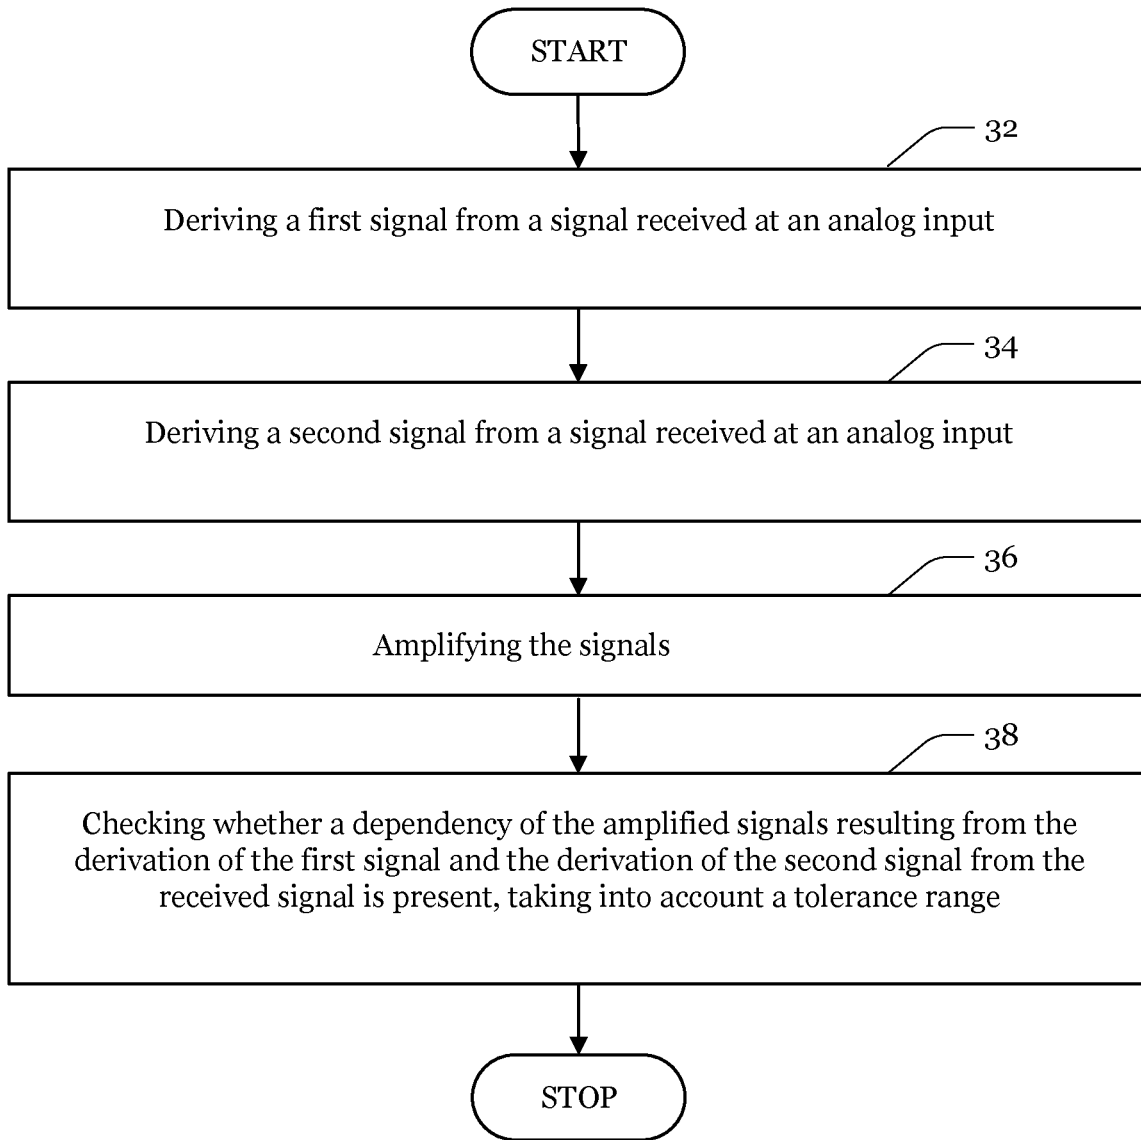 START
32
Deriving a first signal from a signal received at an analog input
34
Deriving a second signal from a signal received at an analog input
36
Amplifying the signals
38
Checking whether a dependency of the amplified signals resulting from the
derivation of the first signal and the derivation of the second signal from the
received signal is present, taking into account a tolerance range
STOP